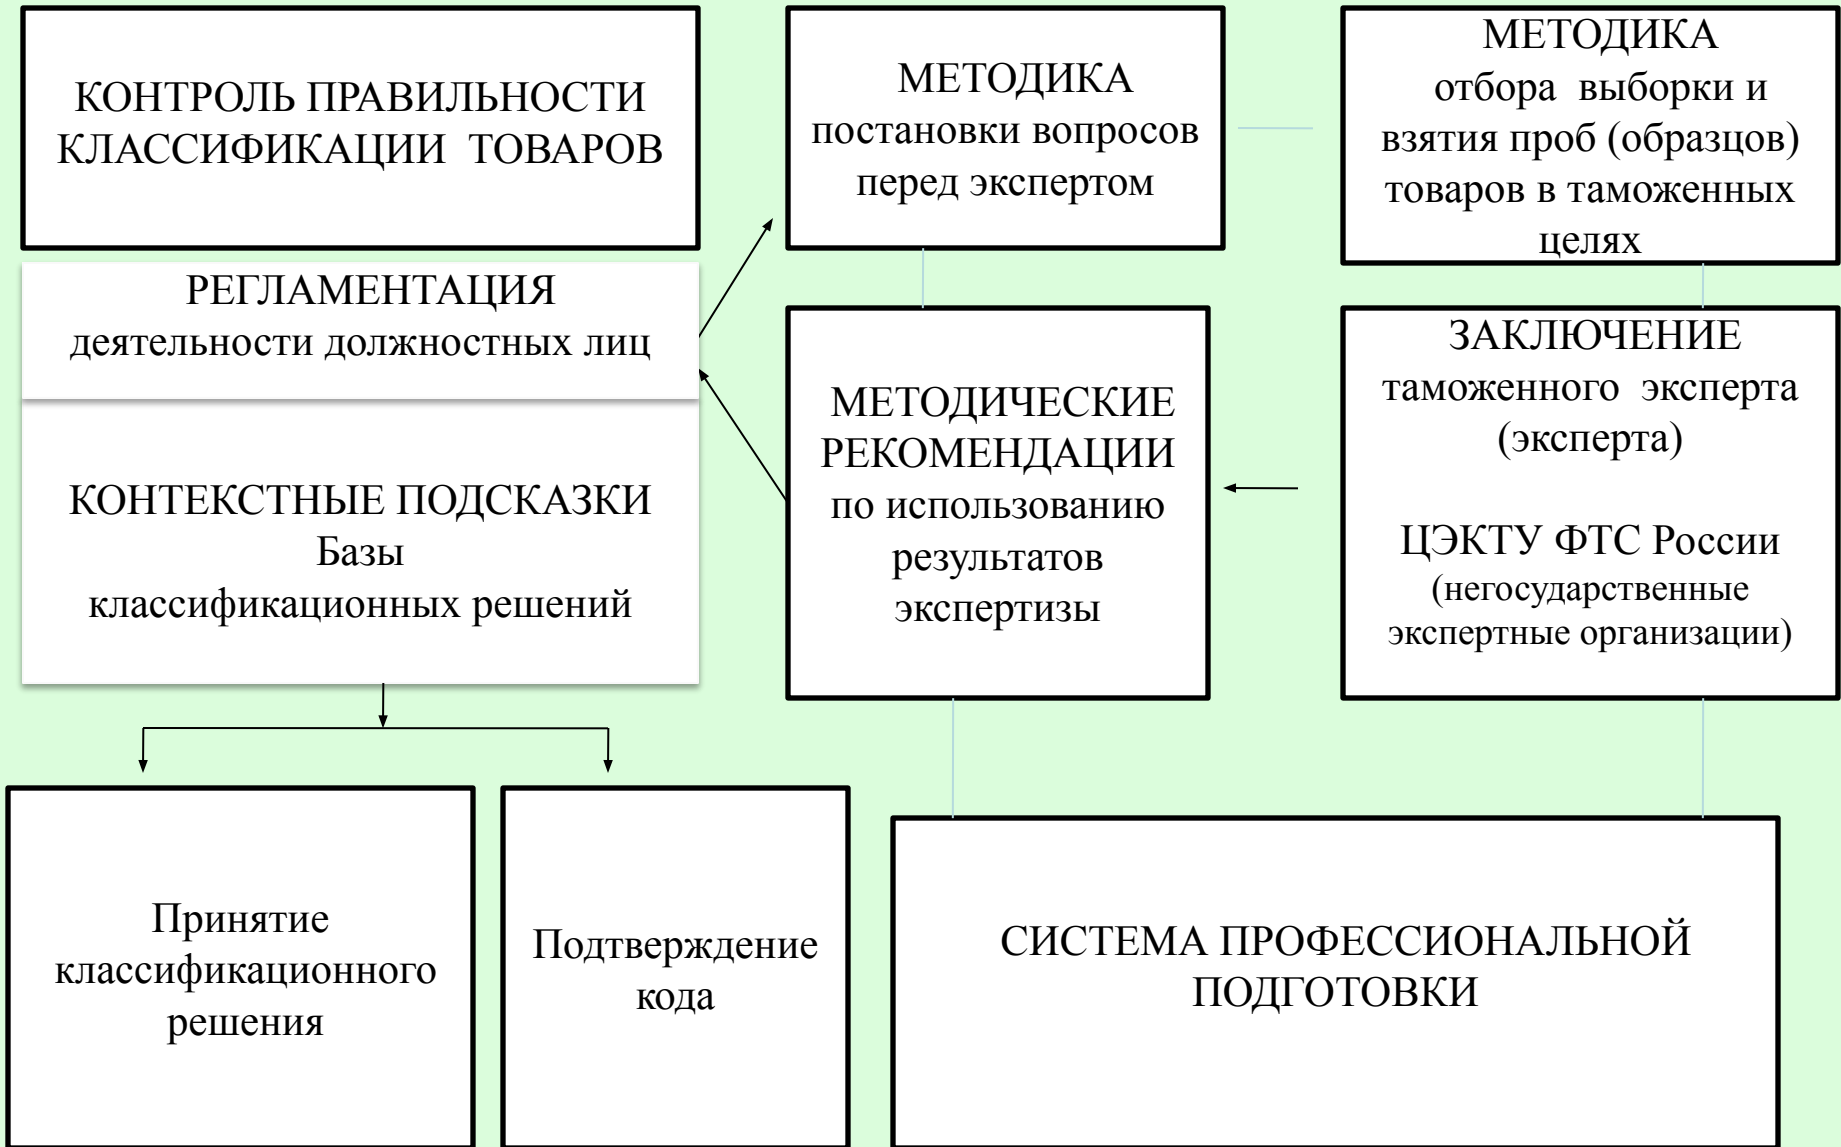 КОНТРОЛЬ ПРАВИЛЬНОСТИ
КЛАССИФИКАЦИИ ТОВАРОВ
РЕГЛАМЕНТАЦИЯ
деятельности должностных лиц
КОНТЕКСТНЫЕ ПОДСКАЗКИ
Базы
классификационных решений
МЕТОДИКА
постановки вопросов
перед экспертом
МЕТОДИКА
отбора выборки и
взятия проб (образцов)
товаров в таможенных
целях
МЕТОДИЧЕСКИЕ
РЕКОМЕНДАЦИИ
по использованию
результатов
экспертизы
ЗАКЛЮЧЕНИЕ
таможенного эксперта
(эксперта)
ЦЭКТУ ФТС России
(негосударственные
экспертные организации)
Принятие
классификационного
решения
Подтверждение
кода
СИСТЕМА ПРОФЕССИОНАЛЬНОЙ
ПОДГОТОВКИ